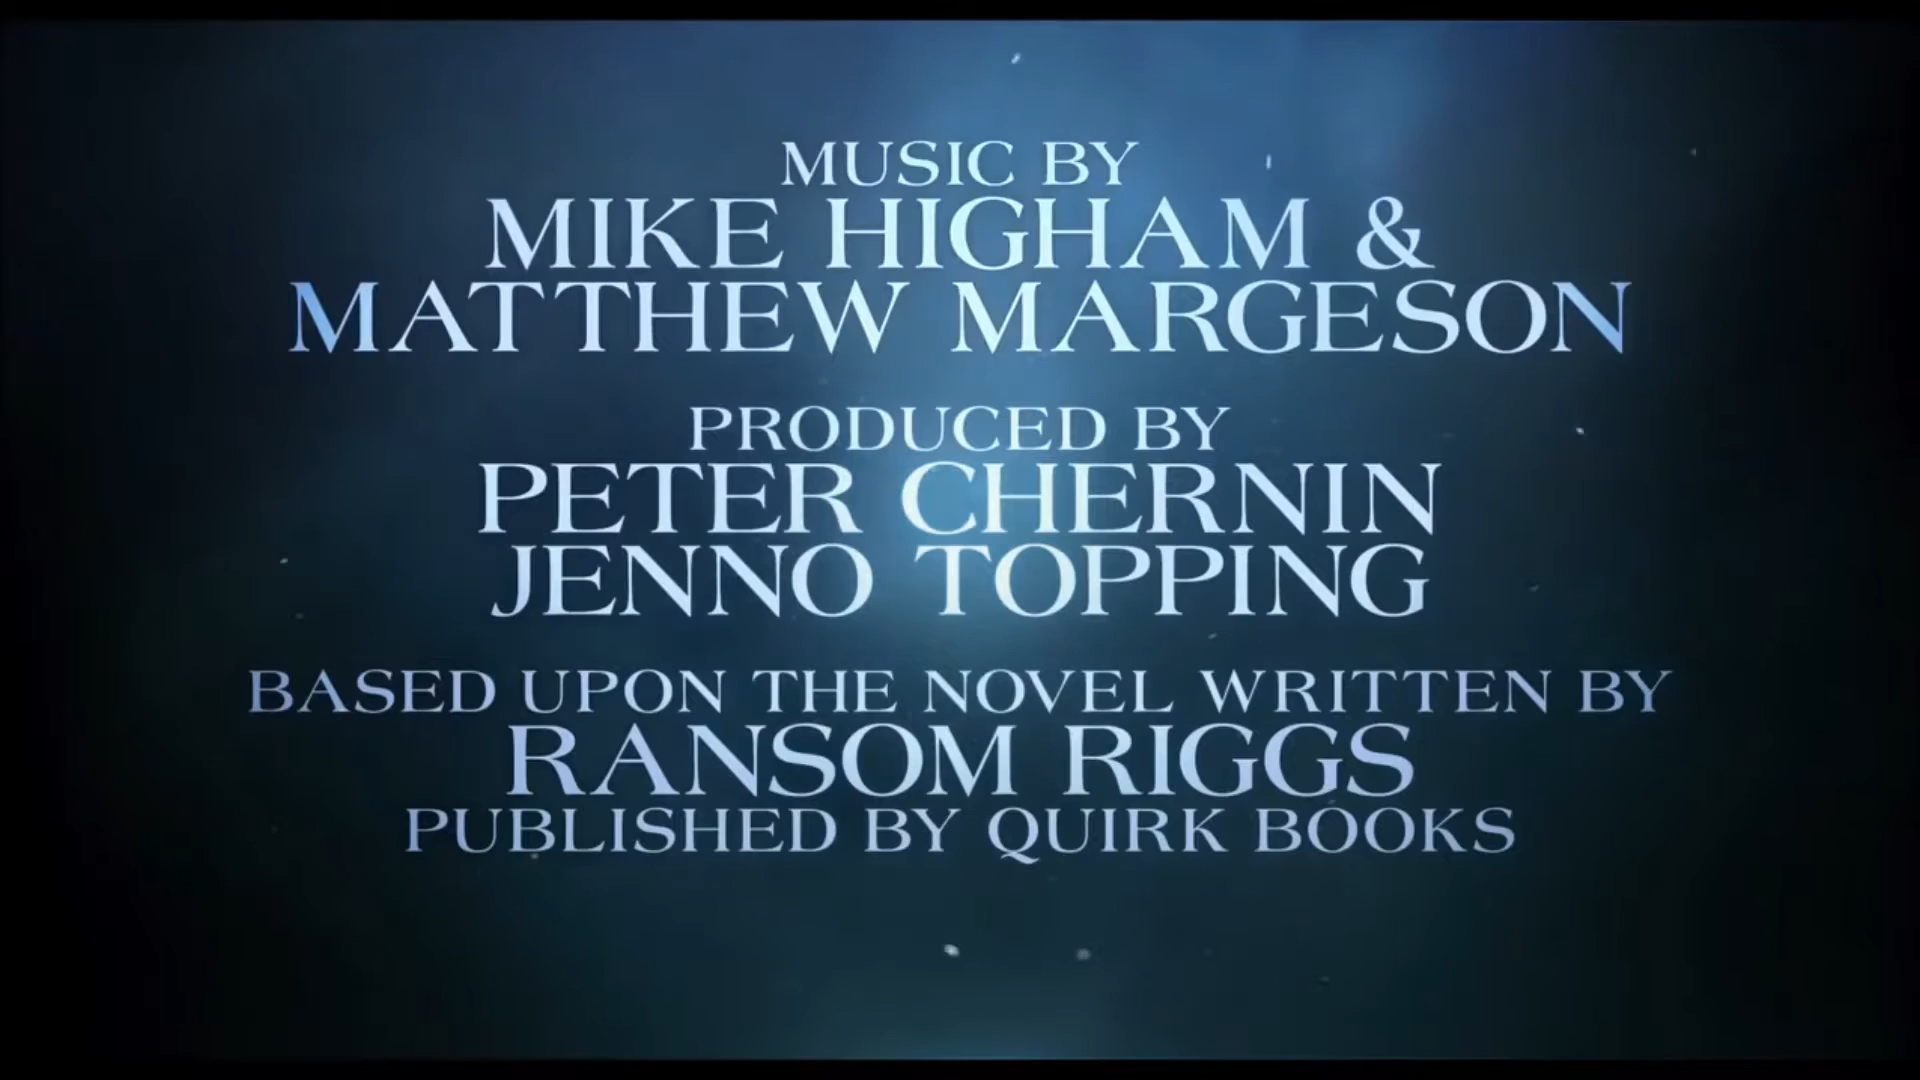 MUSIC BY
MIKE HIGHAM &
MATTHEW MARGESON
PRODUCED BY
PETER CHERNIN
JENNO TOPPING
BASED UPON THE NOVEL WRITTEN BY
RANSOM RIGGS
PUBLISHED BY QUIRK BOOKS